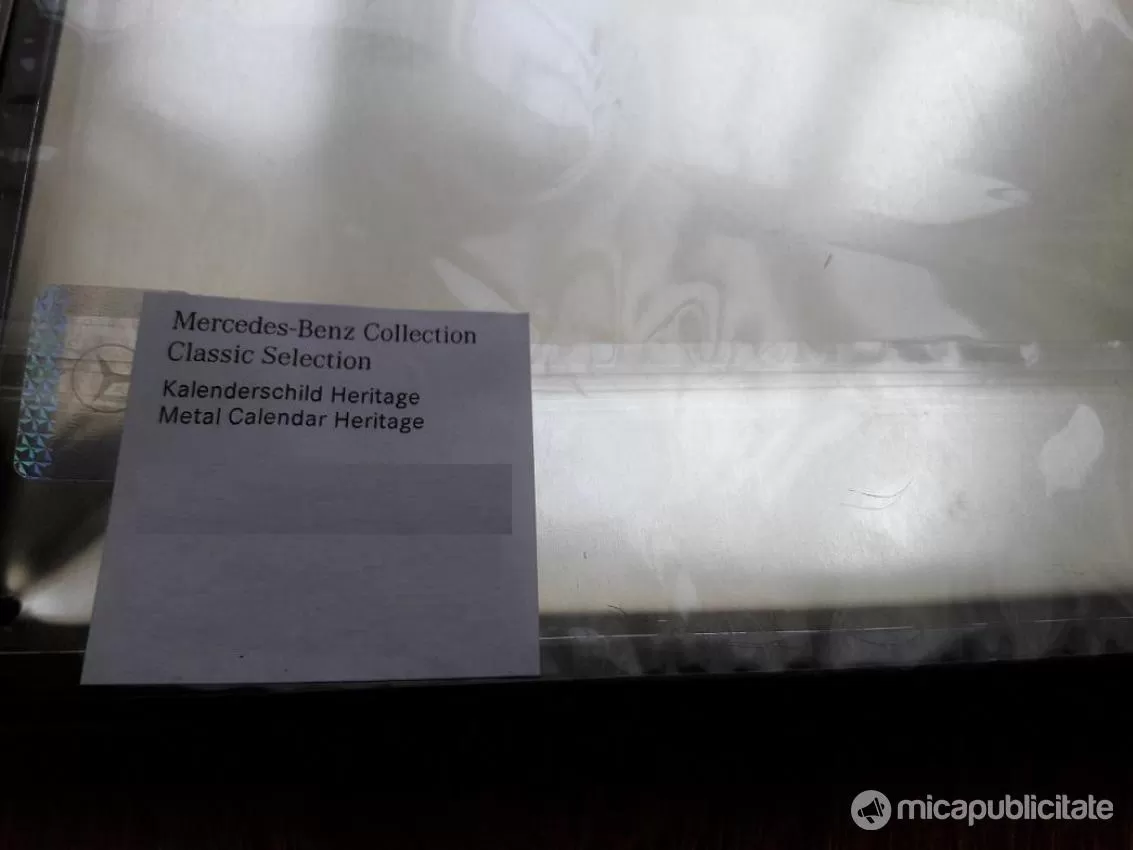 Mercedes-Benz Collection
Classic Selection
Kalenderschild Heritage
Metal Calendar Heritage
micapublicitate